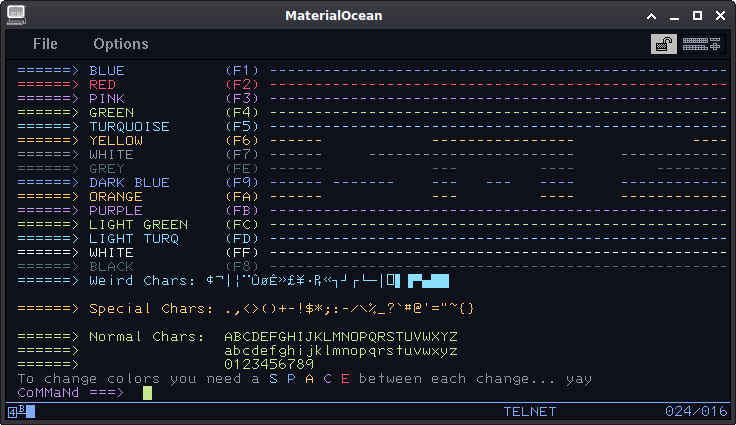 MaterialOcean
File Options
======> BLUE (F1) ----------------------------------------------------
======> RED (F2) ----------------------------------------------------
======> PINK (F3) ----------------------------------------------------
======> GREEN (F4) ----------------------------------------------------
======> TURQUOISE (F5) ----------------------------------------------------
======> YELLOW (F6) ------ ---------------- ----
======> WHITE (F7) ------ --------- ------------
======> GREY (FE) --- ---
======> DARK BLUE (F9) ------ ------- --- --- ------------
======> ORANGE (FA) ------ --- ------ ------------
======> PURPLE (FB) ----------------------------------------------------
======> LIGHT GREEN (FC) ----------------------------------------------------
======> LIGHT TURQ (FD) ----------------------------------------------------
======> WHITE (FF) ----------------------------------------------------
======> BLACK (F8) ----------------------------------------------------
======> Weird Chars: ¢¬|¦¨ÙøÊ»£¥·₧«┐┘┌└─│
======> Special Chars: .,<>()+-!$*;:-/\%_?`#@'="~{}
======> Normal Chars: ABCDEFGHIJKLMNOPQRSTUVWXYZ
======> abcdefghijklmnopqrstuvwxyz
======> 0123456789
To change colors you need a S P A C E between each change... yay
CoMMaNd ===>
4 B TELNET 024/016